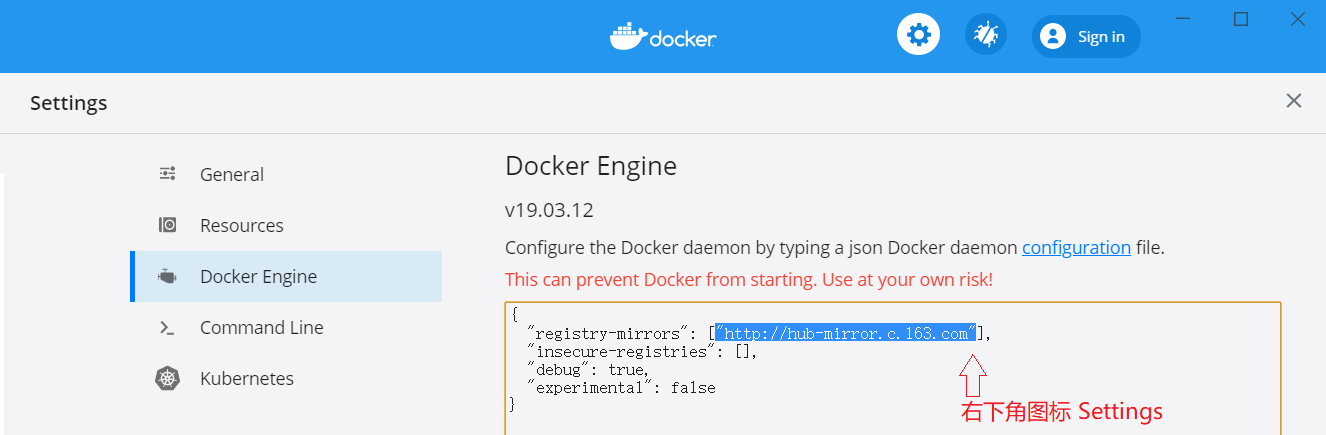 docker
Sign in
Settings
General
Resources
Docker Engine
Command Line
Kubernetes
Docker Engine
v19.03.12
Configure the Docker daemon by typing a json Docker daemon configuration file.
This can prevent Docker from starting. Use at your own risk!
{
"registry-mirrors": ["http://hub-mirror.c.163.com"],
"insecure-registries": [],
"debug": true,
"experimental": false
}
右下角图标 Settings